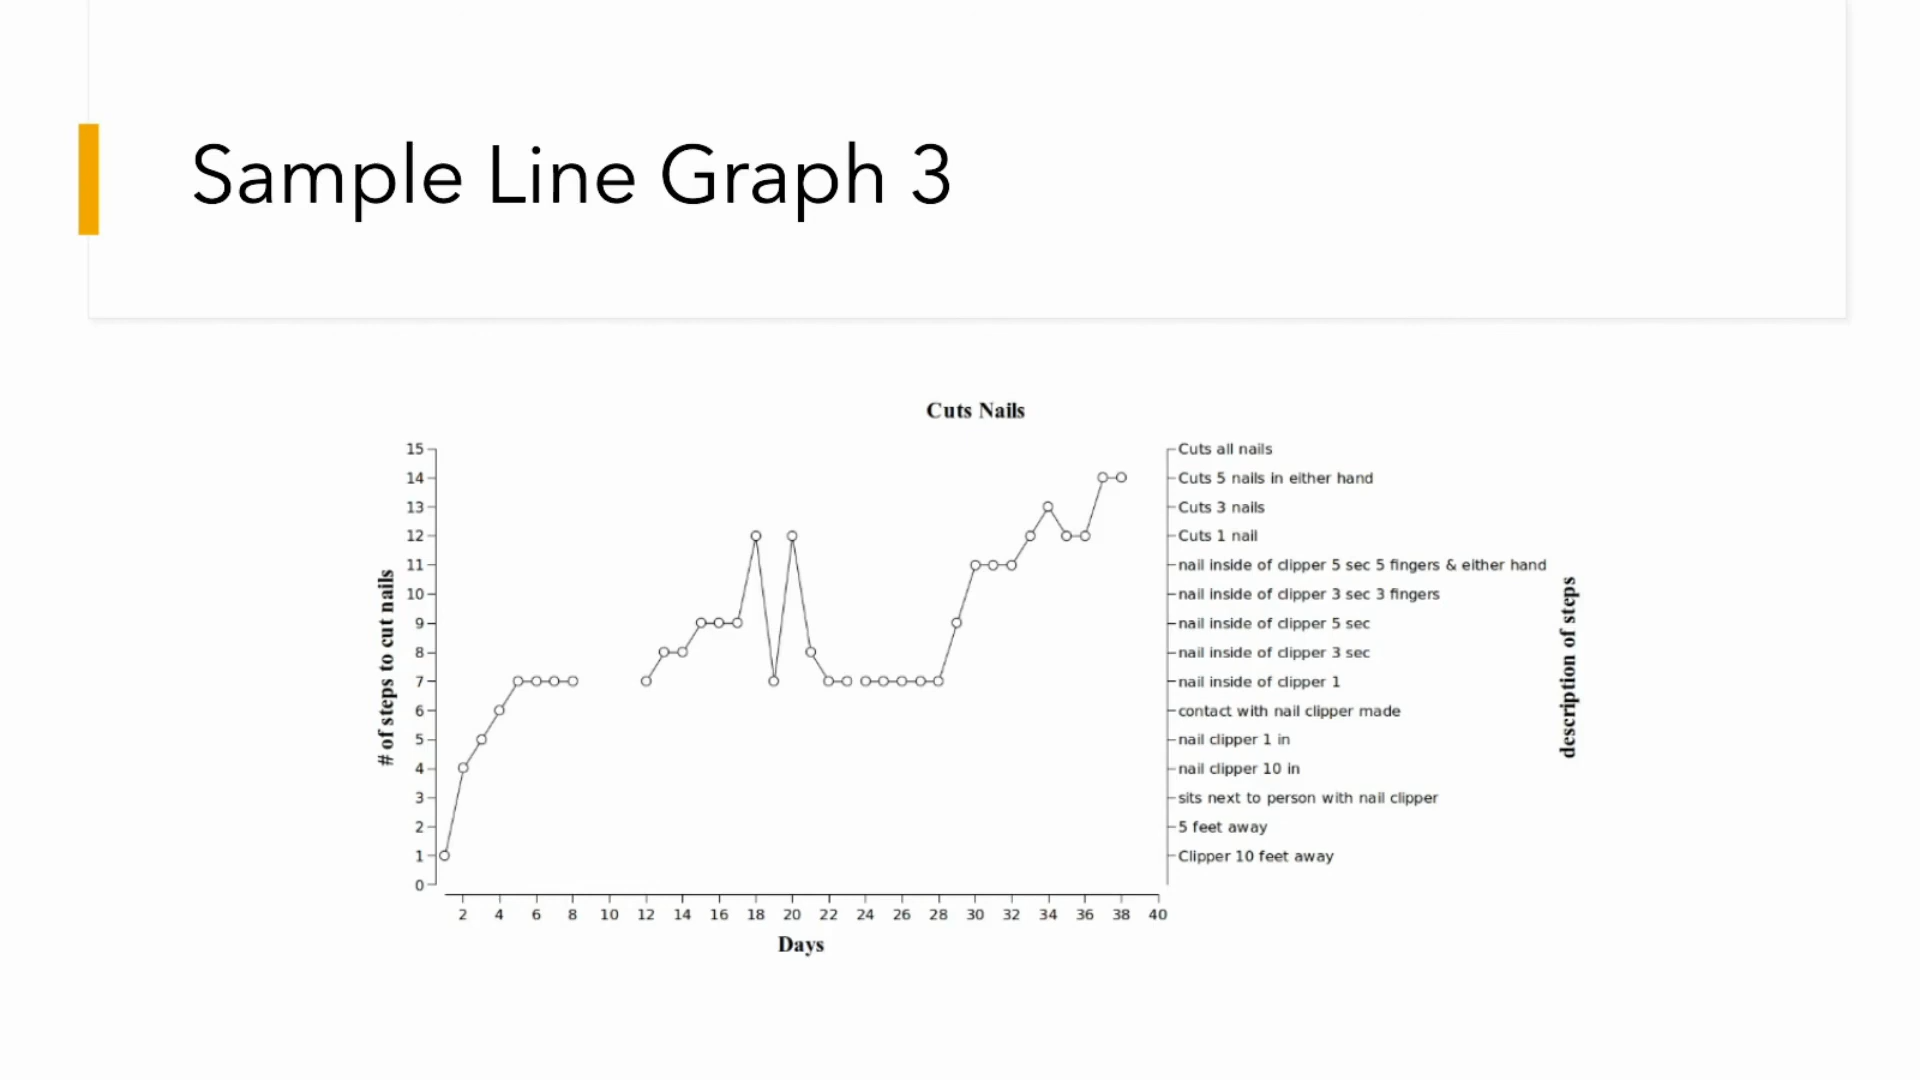 Sample Line Graph 3
Cuts Nails
# of steps to cut nails
15
14
13
12
11
10
9
8
7
6
5
4
3
2
1
0
2 4 6 8 10 12 14 16 18 20 22 24 26 28 30 32 34 36 38 40
Days
Cuts all nails
Cuts 5 nails in either hand
Cuts 3 nails
Cuts 1 nail
nail inside of clipper 5 sec 5 fingers & either hand
nail inside of clipper 3 sec 3 fingers
nail inside of clipper 5 sec
nail inside of clipper 3 sec
nail inside of clipper 1
contact with nail clipper made
nail clipper 1 in
nail clipper 10 in
sits next to person with nail clipper
5 feet away
Clipper 10 feet away
description of steps